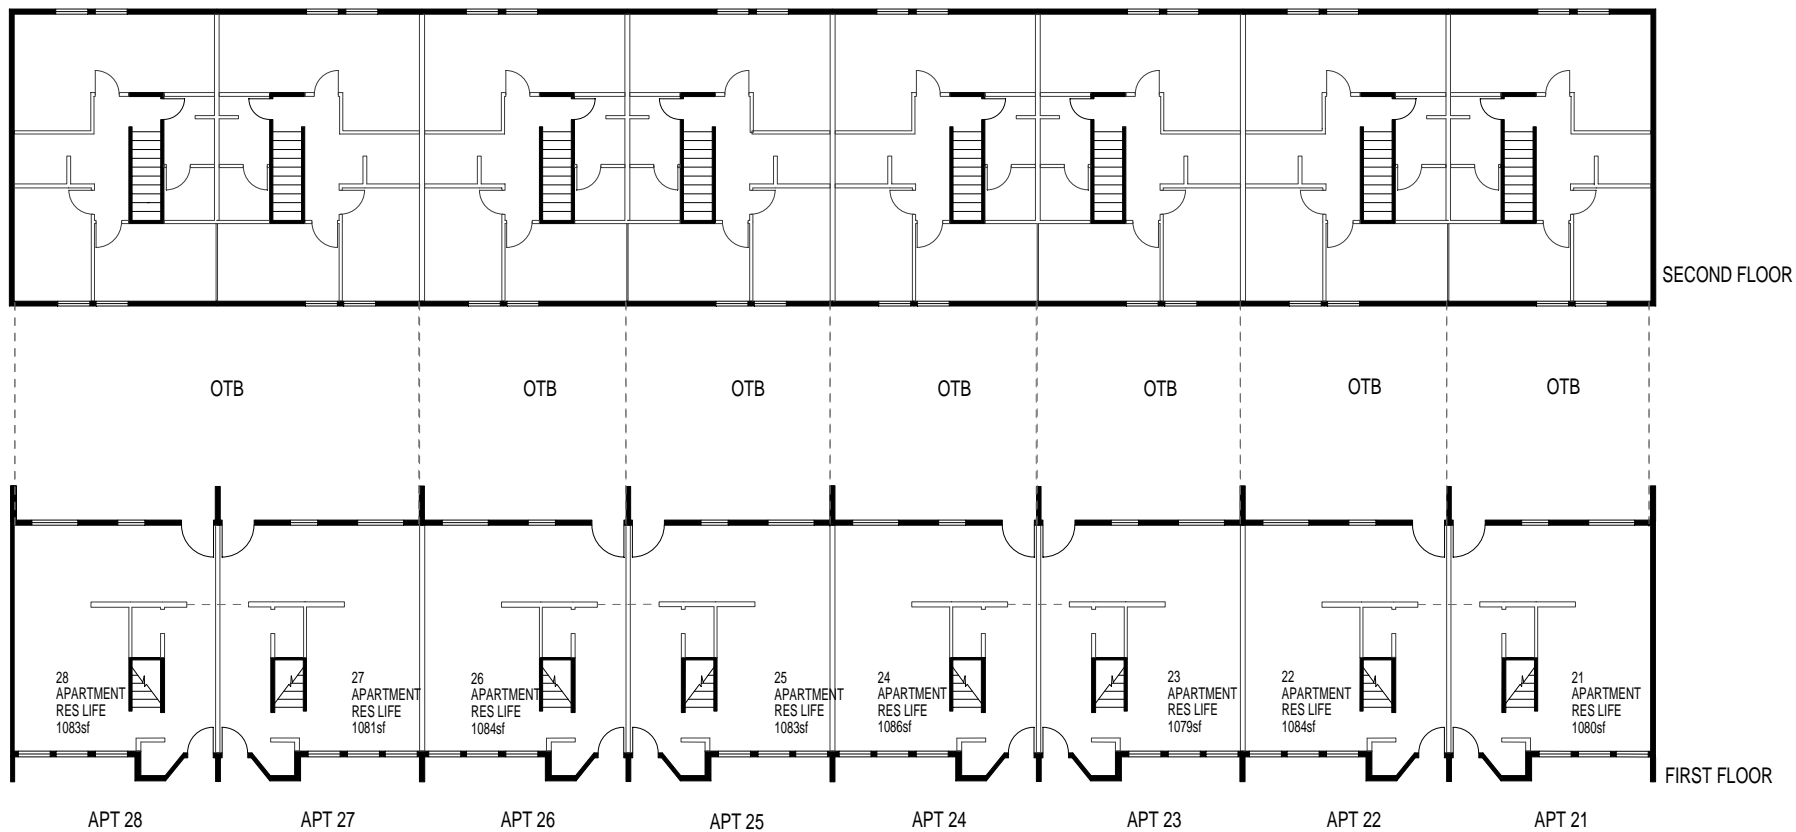 SECOND FLOOR
OTB
OTB
OTB
OTB
OTB
OTB
OTB
28
APARTMENT
RES LIFE
1083sf
27
APARTMENT
RES LIFE
1081sf
26
APARTMENT
RES LIFE
1084sf
25
APARTMENT
RES LIFE
1083sf
24
APARTMENT
RES LIFE
1086sf
23
APARTMENT
RES LIFE
1079sf
22
APARTMENT
RES LIFE
1084sf
21
APARTMENT
RES LIFE
1080sf
FIRST FLOOR
APT 28
APT 27
APT 26
APT 25
APT 24
APT 23
APT 22
APT 21